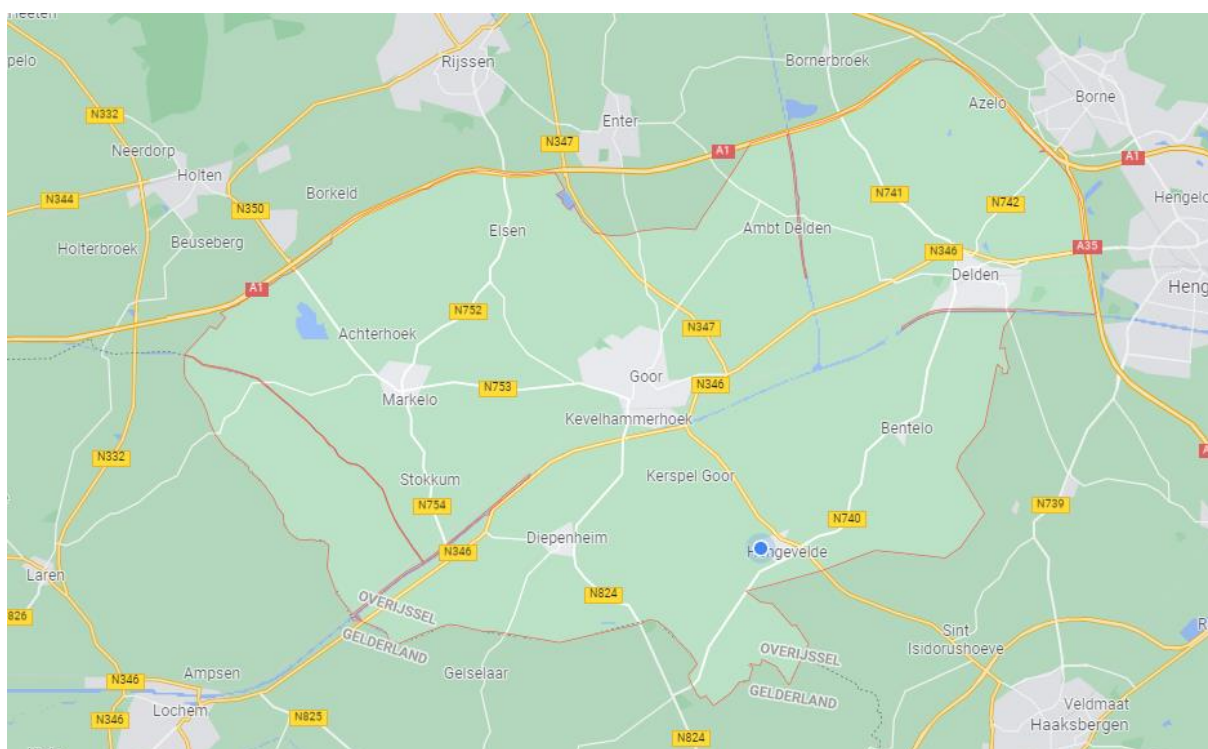 Heeten
Bornerbroek
Rijssen
Azelo
Borne
N332
Enter
N347
A1
Neerdorp
Holten
A1
Borkeld
N344
N350
N741
N742
Hengelo
Elsen
Ambt Delden
Holterbroek
Beuseberg
N346
A35
Delden
A1
N752
Achterhoek
N347
Goor
N753
N346
Markelo
Kevelhammerhoek
Bentelo
N332
Stokkum
Kerspel Goor
N754
N740
N739
Diepenheim
N346
Hengevelde
Laren
N824
OVERIJSSEL
826
GELDERLAND
Sint
Isidorushoeve
OVERIJSSEL
Geiselaar
Ampsen
N346
GELDERLAND
Veldmaat
Lochem
N346
N825
Haaksbergen
N824